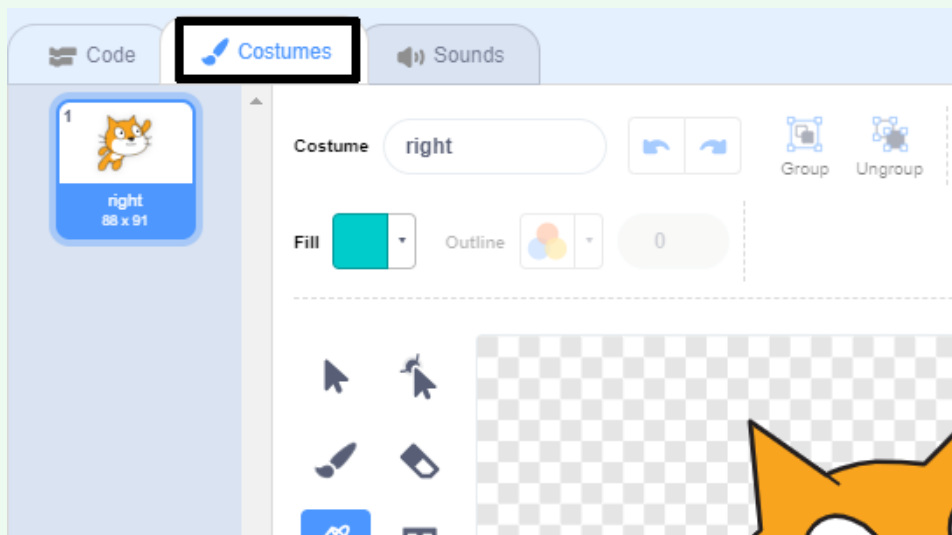 Code
Costumes
Sounds
1
right
88 x 91
Costume
right
Group
Ungroup
Fill
Outline
0